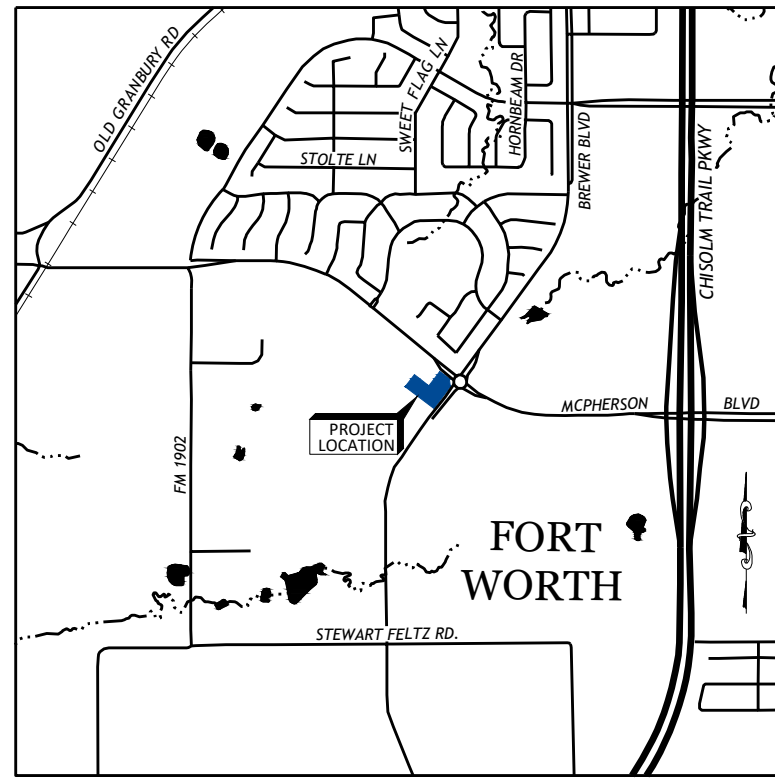 OLD GRANBURY RD
SWEET FLAG LN
HORNBEAM DR
STOLTE LN
BREWER BLVD
CHISOLM TRAIL PKWY
MCPHERSON BLVD
PROJECT
LOCATION
FM 1902
FORT
WORTH
STEWART FELTZ RD.